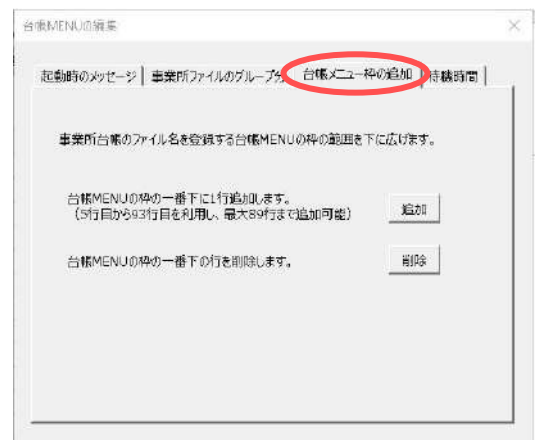 台帳MENUの編集
起動時のメッセージ
事業所ファイルのグループ分
台帳メニュー枠の追加
待機時間
事業所台帳のファイル名を登録する台帳MENUの枠の範囲を下に広げます。
台帳MENUの枠の一番下に1行追加します。
(5行目から93行目を利用し、最大89行まで追加可能)
追加
台帳MENUの枠の一番下の行を削除します。
削除